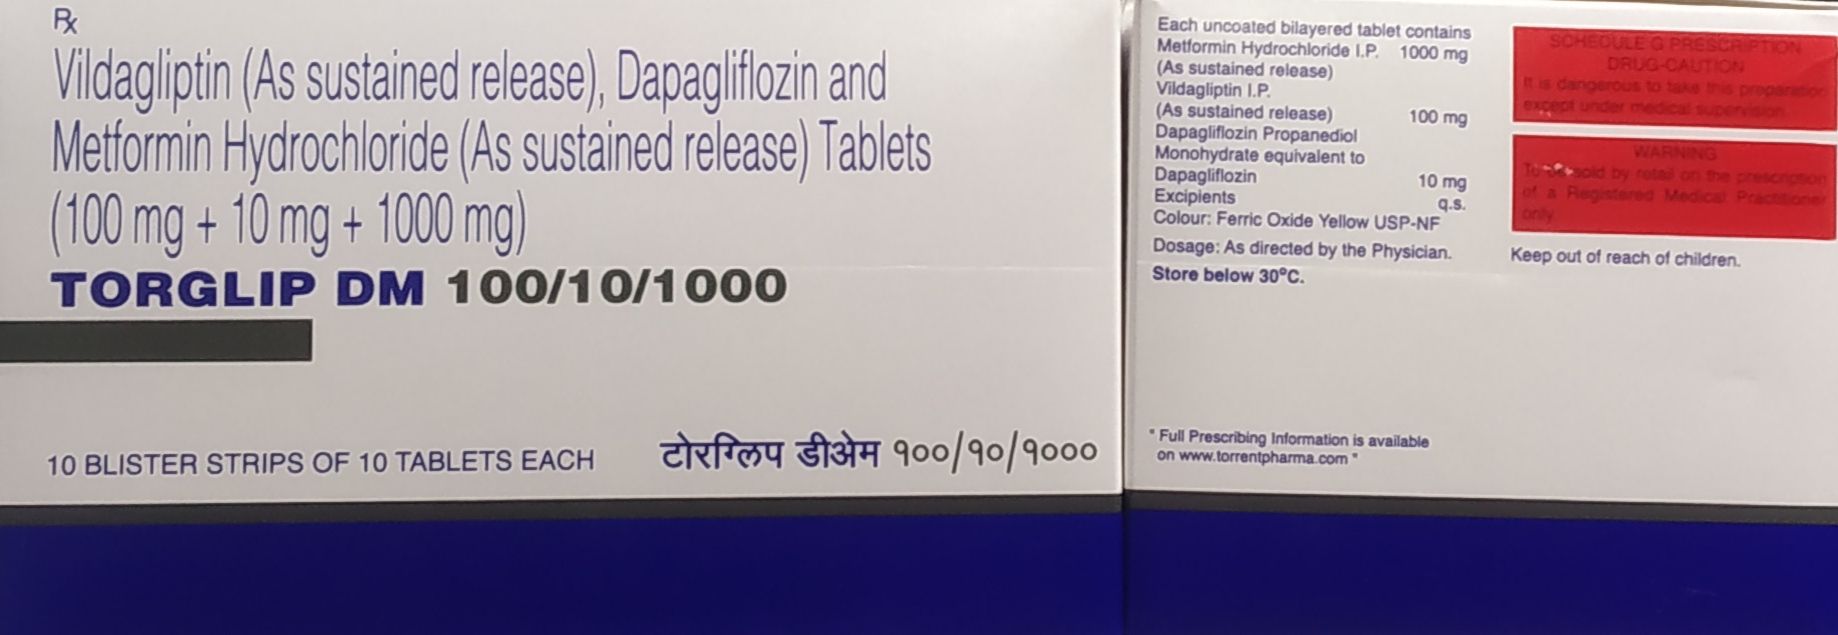 Rx
Vildagliptin (As sustained release), Dapagliflozin and
Metformin Hydrochloride (As sustained release) Tablets
(100 mg + 10 mg + 1000 mg)
TORGLIP DM 100/10/1000
10 BLISTER STRIPS OF 10 TABLETS EACH
टोरग्लिप डीअेम १००/१०/१०००
Each uncoated bilayered tablet contains
Metformin Hydrochloride I.P. 1000 mg
(As sustained release)
Vildagliptin I.P.
(As sustained release) 100 mg
Dapagliflozin Propanediol
Monohydrate equivalent to
Dapagliflozin 10 mg
Excipients q.s.
Colour: Ferric Oxide Yellow USP-NF
Dosage: As directed by the Physician.
Store below 30°C.
" Full Prescribing Information is available
on www.torrentpharma.com "
SCHEDULE G PRESCRIPTION
DRUG-CAUTION
It is dangerous to take this preparation
except under medical supervision.
WARNING
To be sold by retail on the prescription
of a Registered Medical Practitioner
only.
Keep out of reach of children.